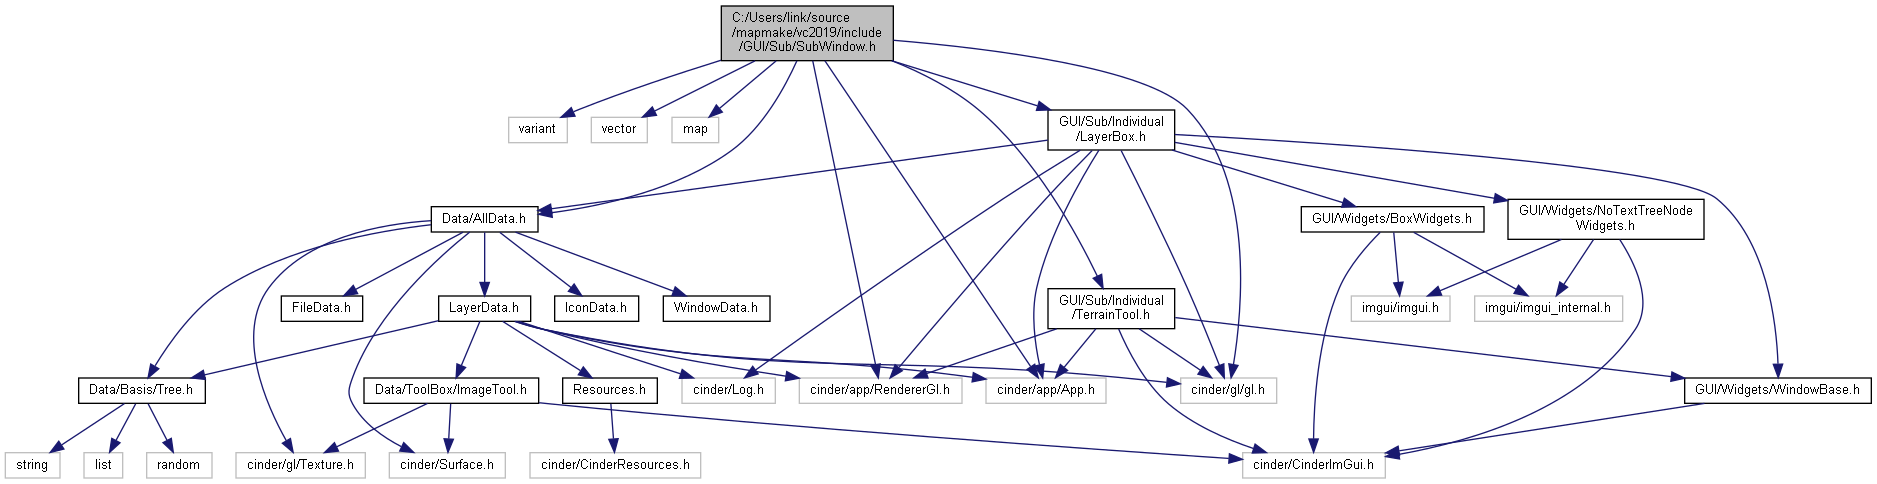 C:/Users/link/source
/mapmake/vc2019/include
/GUI/Sub/SubWindow.h
variant
vector
map
GUI/Sub/Individual
/LayerBox.h
Data/AllData.h
GUI/Widgets/BoxWidgets.h
GUI/Widgets/NoTextTreeNode
Widgets.h
FileData.h
LayerData.h
IconData.h
WindowData.h
GUI/Sub/Individual
/TerrainTool.h
imgui/imgui.h
imgui/imgui_internal.h
Data/Basis/Tree.h
Data/ToolBox/ImageTool.h
Resources.h
cinder/Log.h
cinder/app/RendererGl.h
cinder/app/App.h
cinder/gl/gl.h
GUI/Widgets/WindowBase.h
string
list
random
cinder/gl/Texture.h
cinder/Surface.h
cinder/CinderResources.h
cinder/CinderImGui.h